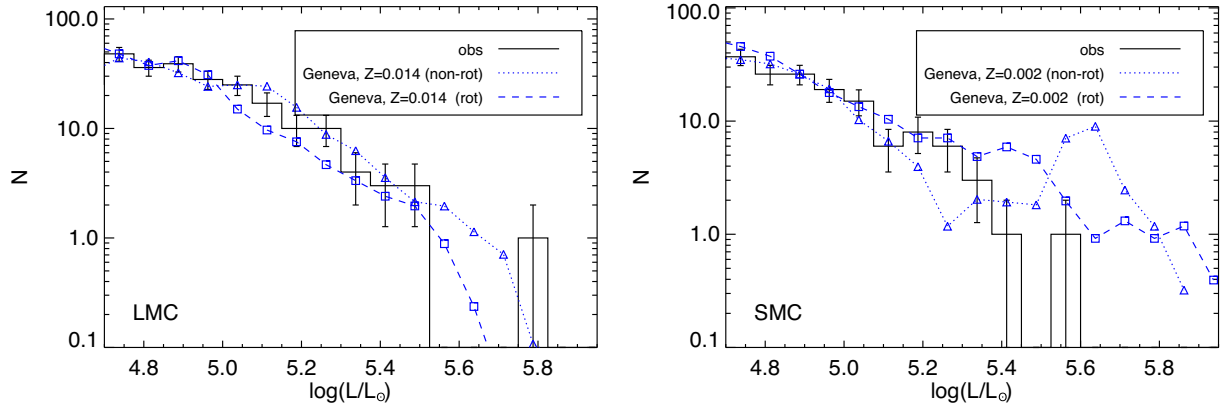 100.0
10.0
1.0
0.1
N
obs
Geneva, Z=0.014 (non-rot)
Geneva, Z=0.014 (rot)
LMC
4.8 5.0 5.2 5.4 5.6 5.8
log(L/L☉)
100.0
10.0
1.0
0.1
N
obs
Geneva, Z=0.002 (non-rot)
Geneva, Z=0.002 (rot)
SMC
4.8 5.0 5.2 5.4 5.6 5.8
log(L/L☉)